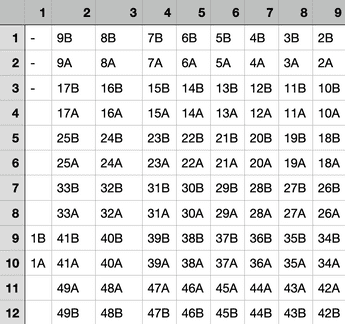 1 2 3 4 5 6 7 8 9
1 - 9B 8B 7B 6B 5B 4B 3B 2B
2 - 9A 8A 7A 6A 5A 4A 3A 2A
3 - 17B 16B 15B 14B 13B 12B 11B 10B
4 17A 16A 15A 14A 13A 12A 11A 10A
5 25B 24B 23B 22B 21B 20B 19B 18B
6 25A 24A 23A 22A 21A 20A 19A 18A
7 33B 32B 31B 30B 29B 28B 27B 26B
8 33A 32A 31A 30A 29A 28A 27A 26A
9 1B 41B 40B 39B 38B 37B 36B 35B 34B
10 1A 41A 40A 39A 38A 37A 36A 35A 34A
11 49A 48A 47A 46A 45A 44A 43A 42A
12 49B 48B 47B 46B 45B 44B 43B 42B